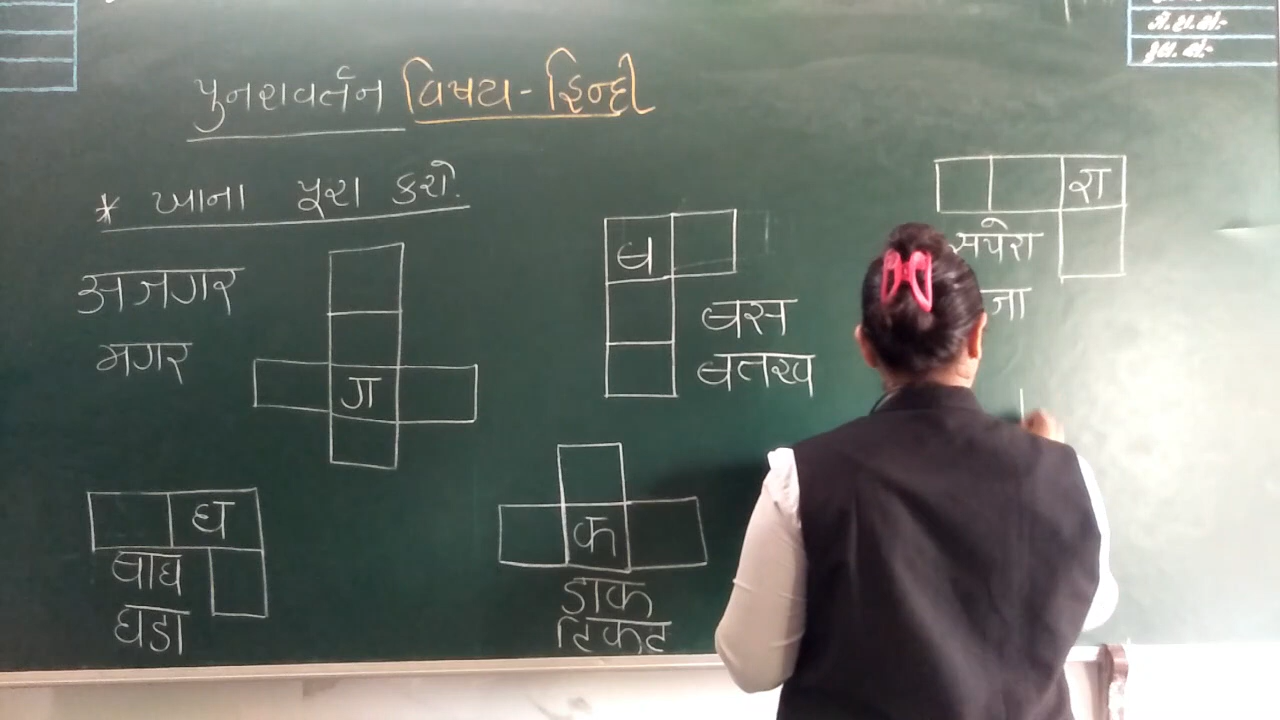 પુનરાવર્તન વિષય - હિન્દી
* ખાના પૂરા કરો.
अजगर
मगर
ग
ब
बस
बतख
रा
सपेरा
घ
बाघ
घडा
क
डाक
टिकट